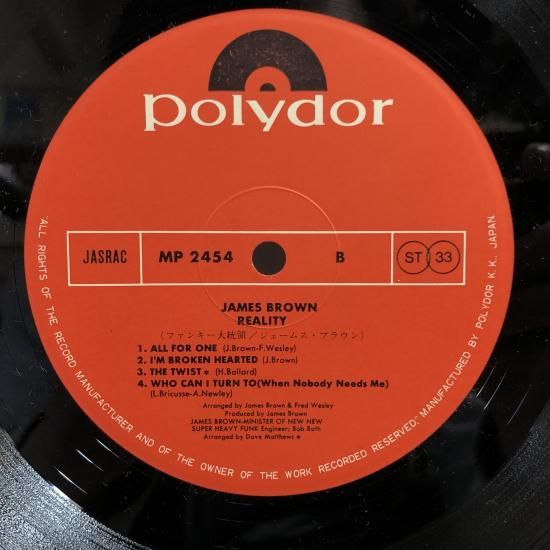 polydor
JASRAC MP 2454 B ST 33
JAMES BROWN
REALITY
(ファンキー大統領/ジェームス・ブラウン)
1. ALL FOR ONE (J.Brown-F.Wesley)
2. I'M BROKEN HEARTED (J.Brown)
3. THE TWIST* (H.Ballard)
4. WHO CAN I TURN TO(When Nobody Needs Me)
(L.Bricusse-A.Newley)
Arranged by James Brown & Fred Wesley
Produced by James Brown
JAMES BROWN-MINISTER OF NEW NEW
SUPER HEAVY FUNK Engineer; Bob Both
Arranged by Dave Matthews *
"ALL RIGHTS OF THE RECORD MANUFACTURER AND OF THE OWNER OF THE WORK RECORDED RESERVED." MANUFACTURED BY POLYDOR K.K., JAPAN.